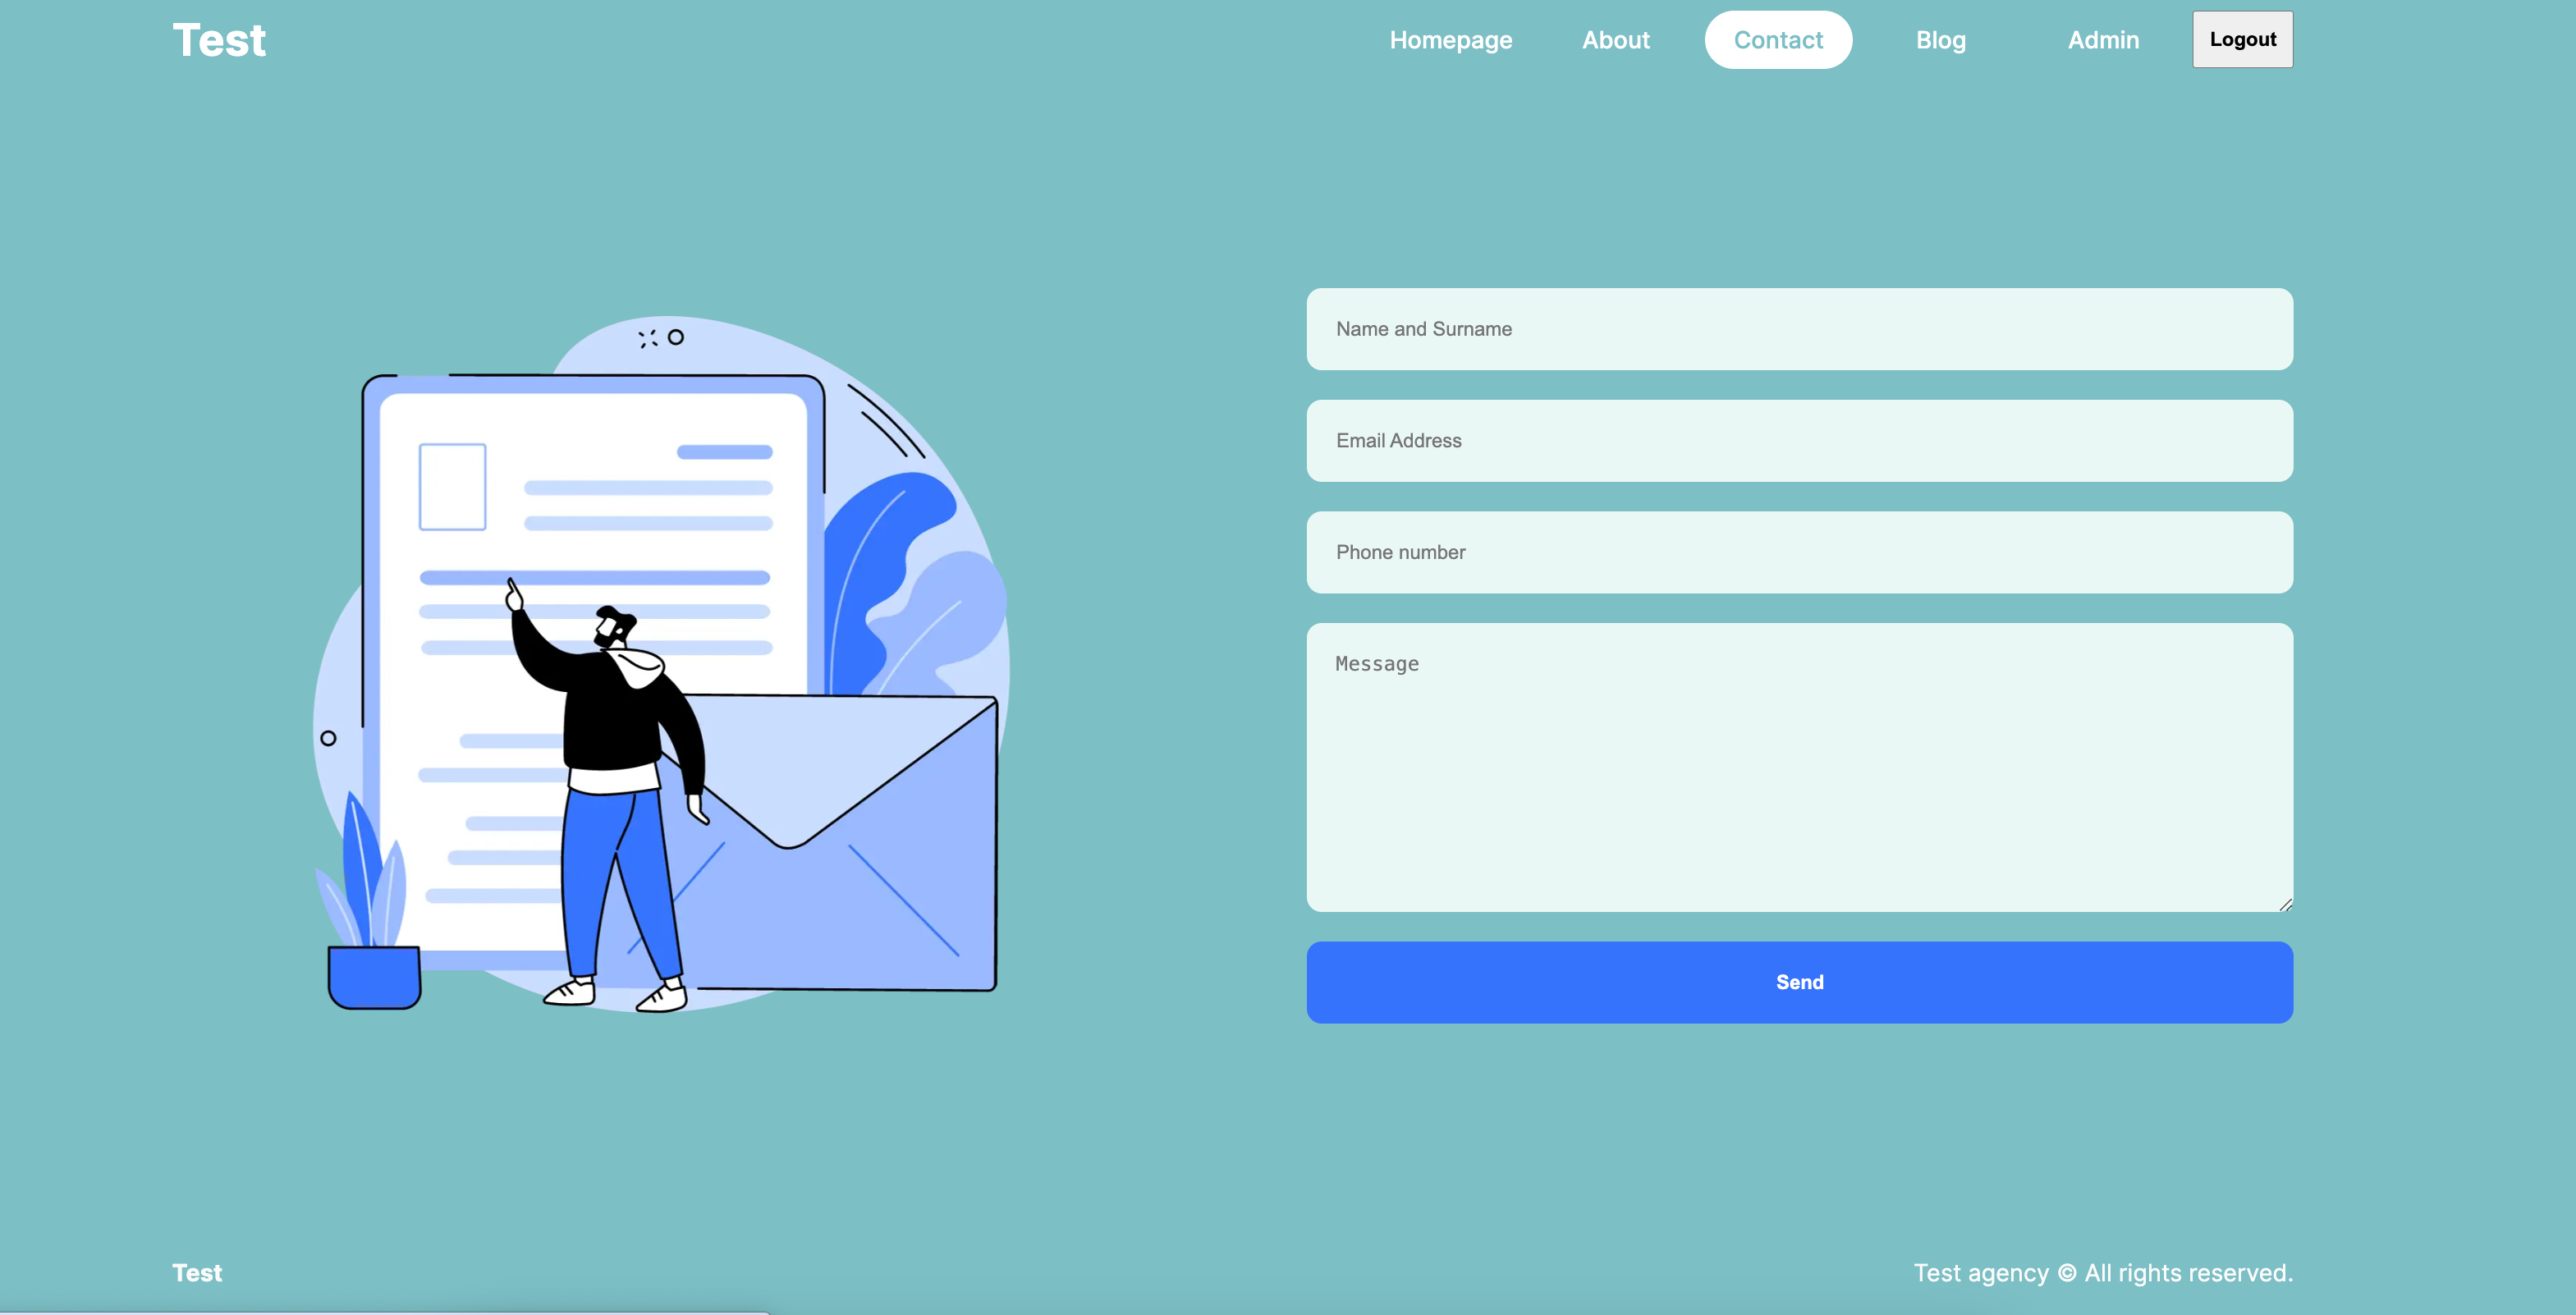 Test
Homepage About Contact Blog Admin Logout
Name and Surname
Email Address
Phone number
Message
Send
Test
Test agency © All rights reserved.